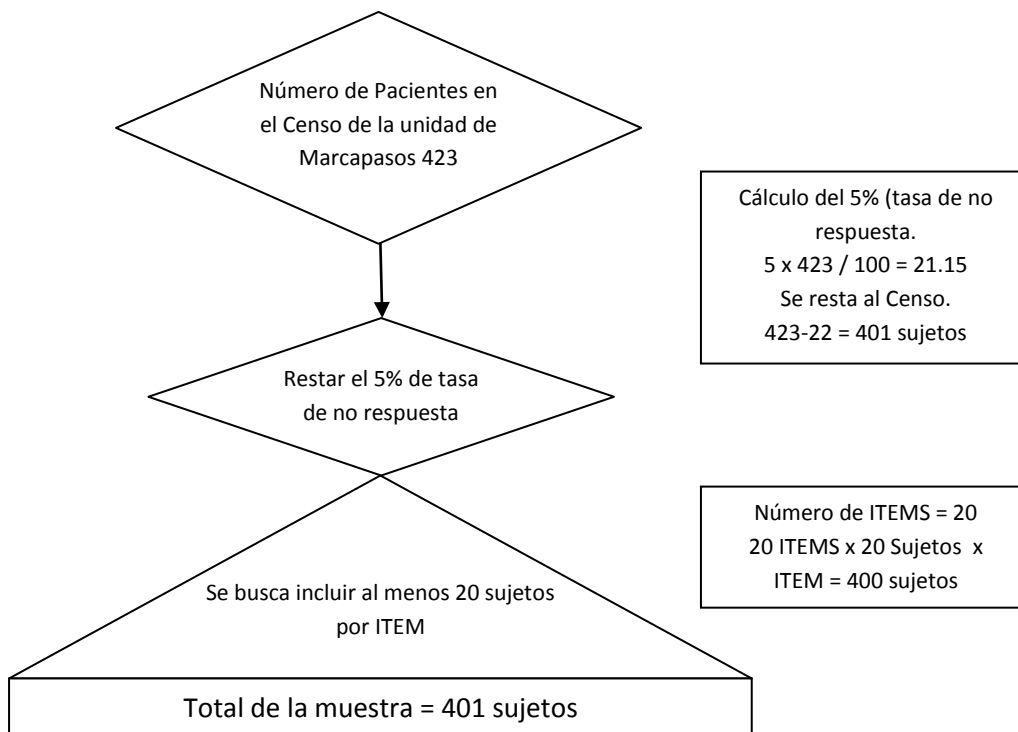 Número de Pacientes en
el Censo de la unidad de
Marcapasos 423
Cálculo del 5% (tasa de no
respuesta.
5 x 423 / 100 = 21.15
Se resta al Censo.
423-22 = 401 sujetos
Restar el 5% de tasa
de no respuesta
Número de ITEMS = 20
20 ITEMS x 20 Sujetos x
ITEM = 400 sujetos
Se busca incluir al menos 20 sujetos
por ITEM
Total de la muestra = 401 sujetos